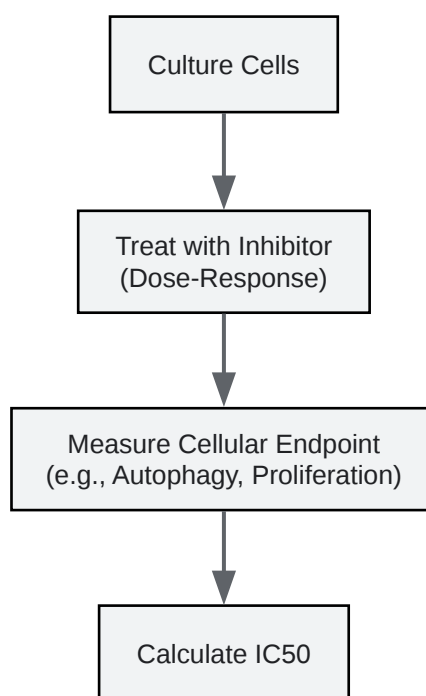 Culture Cells
Treat with Inhibitor
(Dose-Response)
Measure Cellular Endpoint
(e.g., Autophagy, Proliferation)
Calculate IC50